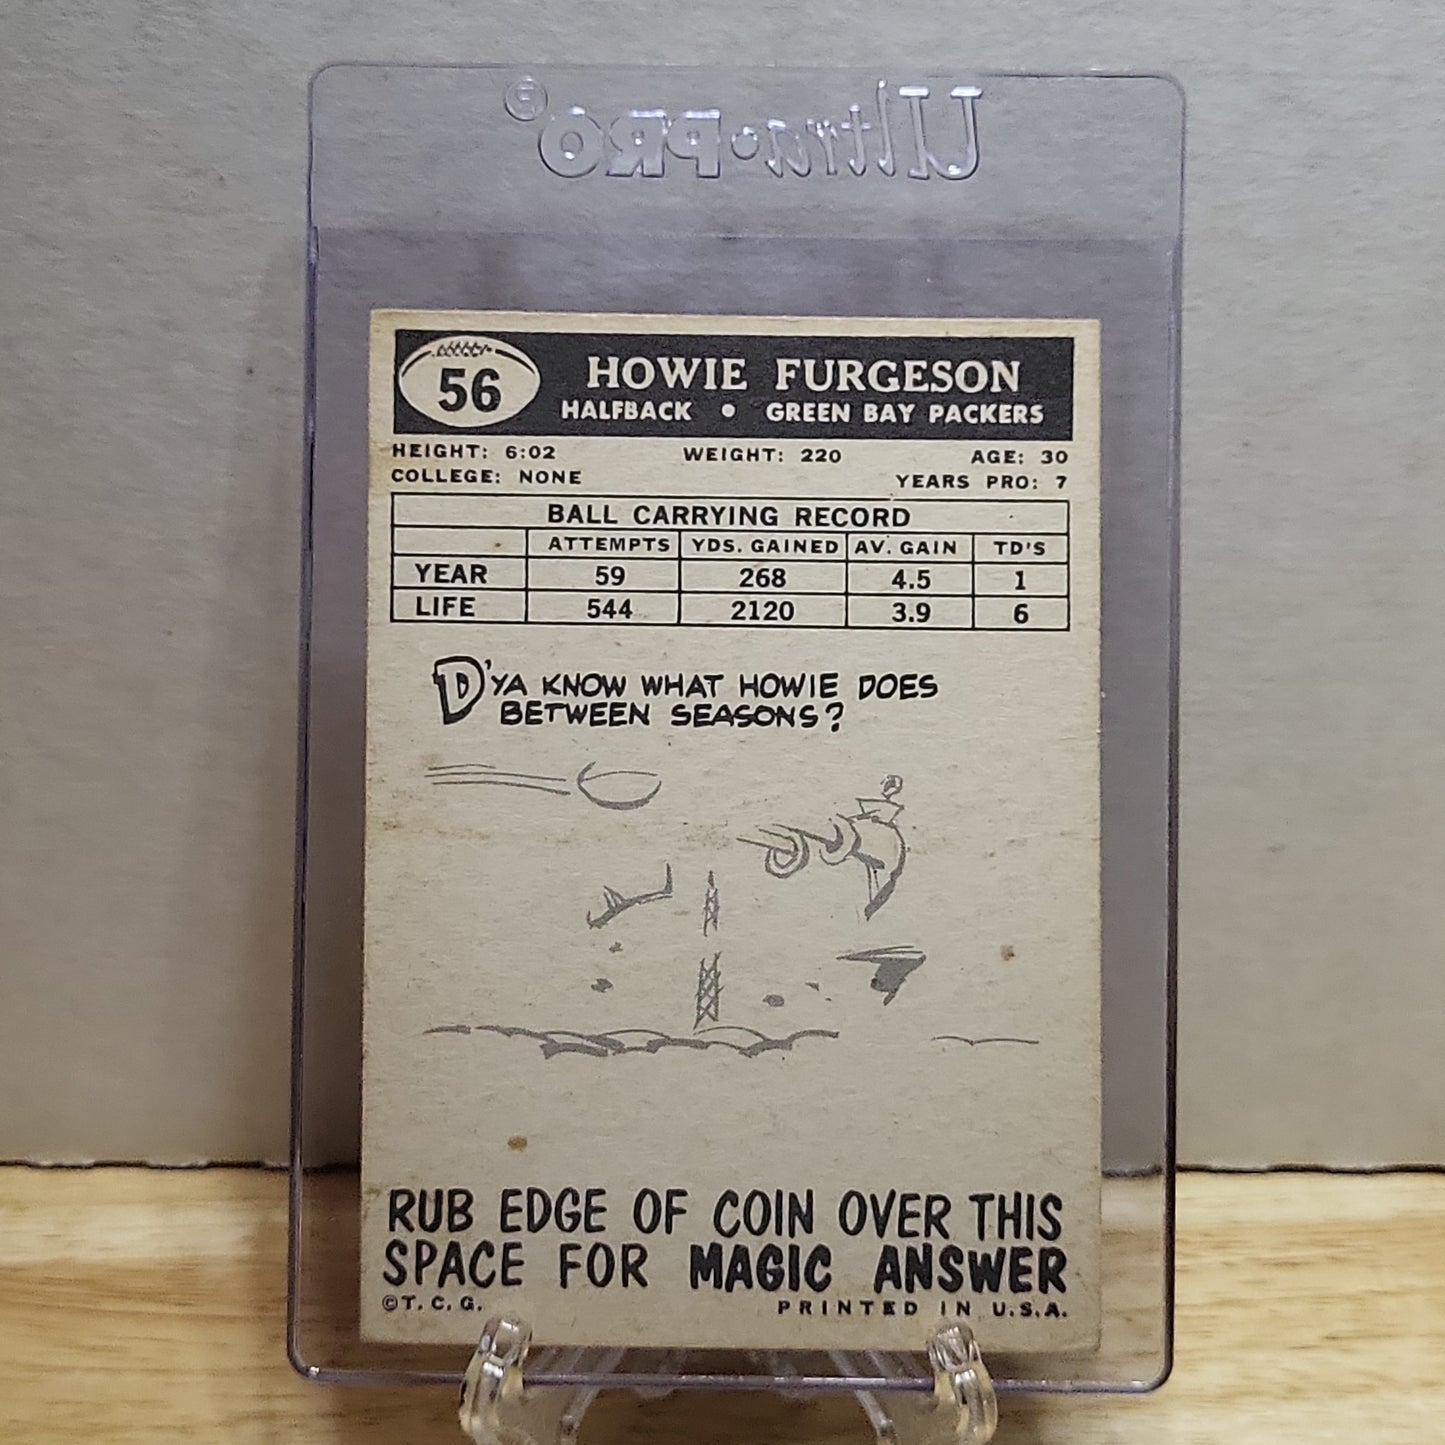 Ultra•PRO®
56
HOWIE FURGESON
HALFBACK • GREEN BAY PACKERS
HEIGHT: 6:02 WEIGHT: 220 AGE: 30
COLLEGE: NONE YEARS PRO: 7
BALL CARRYING RECORD
ATTEMPTS YDS. GAINED AV. GAIN TD'S
YEAR 59 268 4.5 1
LIFE 544 2120 3.9 6
D'YA KNOW WHAT HOWIE DOES
BETWEEN SEASONS?
RUB EDGE OF COIN OVER THIS
SPACE FOR MAGIC ANSWER
©T. C. G. PRINTED IN U.S.A.